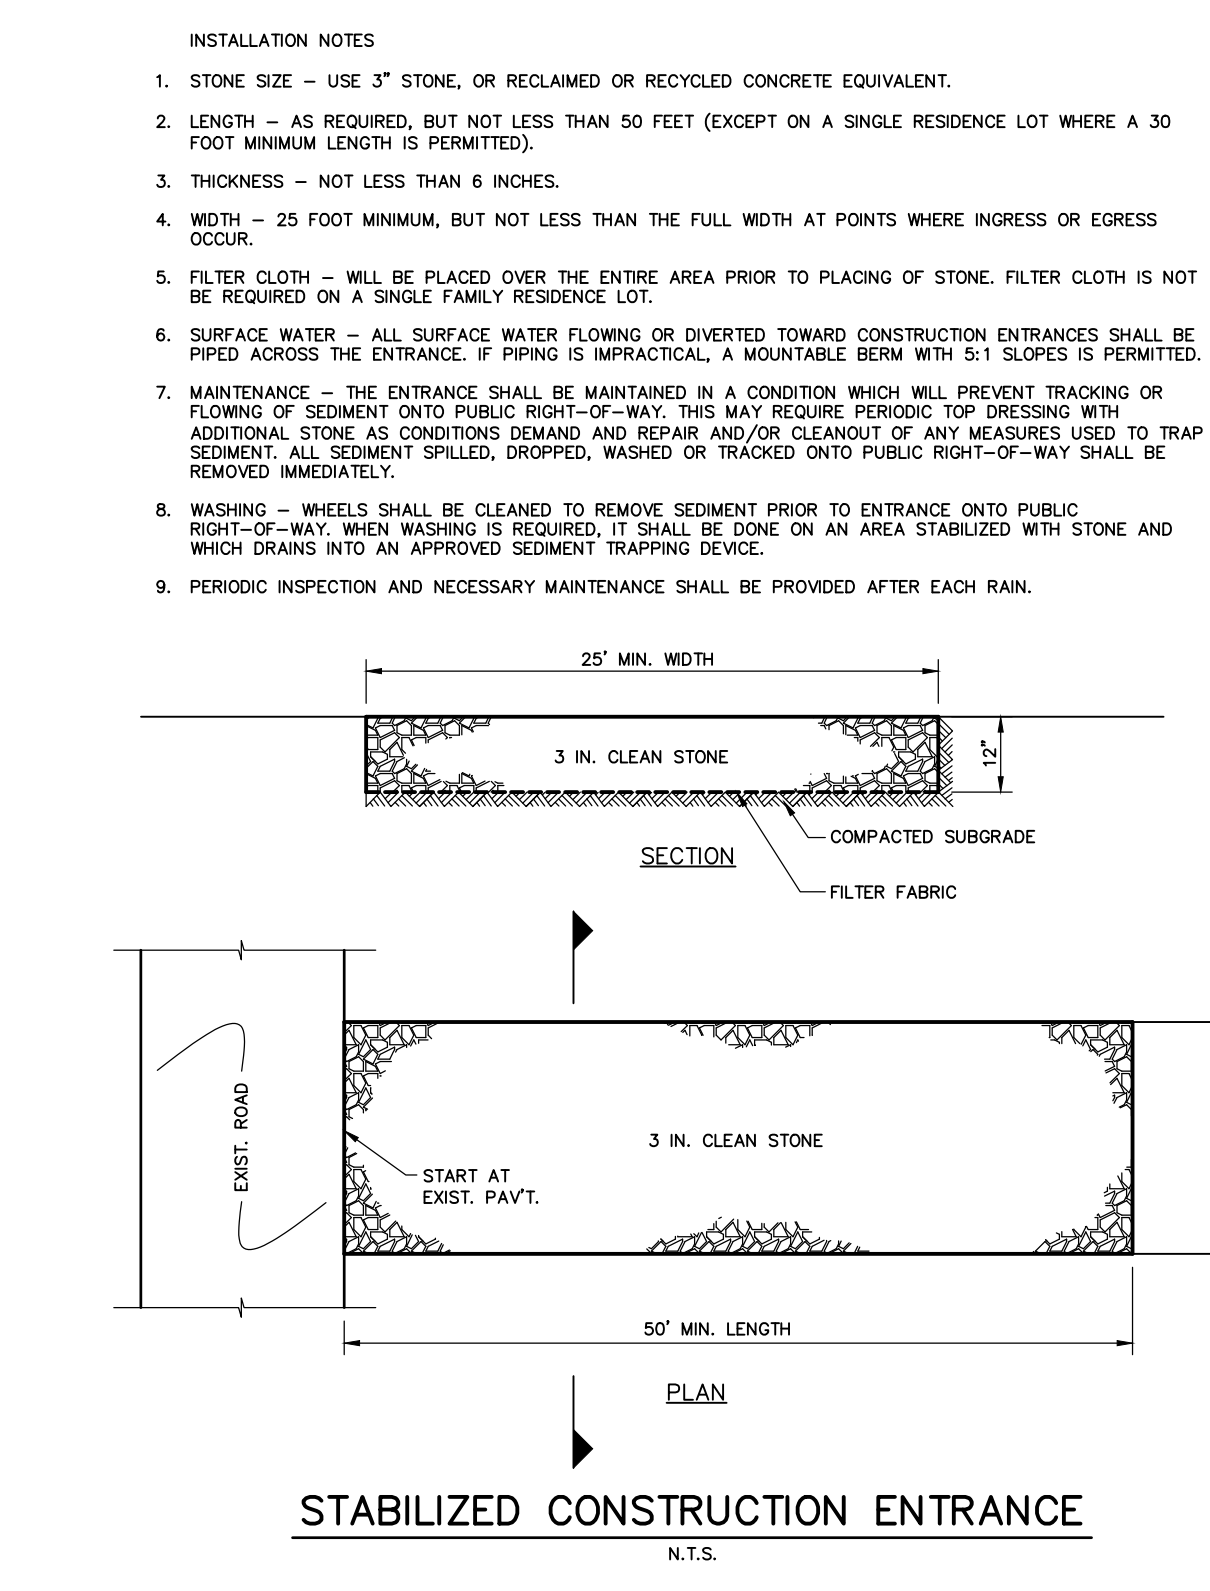 INSTALLATION NOTES
1. STONE SIZE – USE 3" STONE, OR RECLAIMED OR RECYCLED CONCRETE EQUIVALENT.
2. LENGTH – AS REQUIRED, BUT NOT LESS THAN 50 FEET (EXCEPT ON A SINGLE RESIDENCE LOT WHERE A 30
FOOT MINIMUM LENGTH IS PERMITTED).
3. THICKNESS – NOT LESS THAN 6 INCHES.
4. WIDTH – 25 FOOT MINIMUM, BUT NOT LESS THAN THE FULL WIDTH AT POINTS WHERE INGRESS OR EGRESS
OCCUR.
5. FILTER CLOTH – WILL BE PLACED OVER THE ENTIRE AREA PRIOR TO PLACING OF STONE. FILTER CLOTH IS NOT
BE REQUIRED ON A SINGLE FAMILY RESIDENCE LOT.
6. SURFACE WATER – ALL SURFACE WATER FLOWING OR DIVERTED TOWARD CONSTRUCTION ENTRANCES SHALL BE
PIPED ACROSS THE ENTRANCE. IF PIPING IS IMPRACTICAL, A MOUNTABLE BERM WITH 5:1 SLOPES IS PERMITTED.
7. MAINTENANCE – THE ENTRANCE SHALL BE MAINTAINED IN A CONDITION WHICH WILL PREVENT TRACKING OR
FLOWING OF SEDIMENT ONTO PUBLIC RIGHT–OF–WAY. THIS MAY REQUIRE PERIODIC TOP DRESSING WITH
ADDITIONAL STONE AS CONDITIONS DEMAND AND REPAIR AND/OR CLEANOUT OF ANY MEASURES USED TO TRAP
SEDIMENT. ALL SEDIMENT SPILLED, DROPPED, WASHED OR TRACKED ONTO PUBLIC RIGHT–OF–WAY SHALL BE
REMOVED IMMEDIATELY.
8. WASHING – WHEELS SHALL BE CLEANED TO REMOVE SEDIMENT PRIOR TO ENTRANCE ONTO PUBLIC
RIGHT–OF–WAY. WHEN WASHING IS REQUIRED, IT SHALL BE DONE ON AN AREA STABILIZED WITH STONE AND
WHICH DRAINS INTO AN APPROVED SEDIMENT TRAPPING DEVICE.
9. PERIODIC INSPECTION AND NECESSARY MAINTENANCE SHALL BE PROVIDED AFTER EACH RAIN.
25' MIN. WIDTH
3 IN. CLEAN STONE
12"
COMPACTED SUBGRADE
SECTION
FILTER FABRIC
EXIST. ROAD
3 IN. CLEAN STONE
START AT
EXIST. PAV'T.
50' MIN. LENGTH
PLAN
STABILIZED CONSTRUCTION ENTRANCE
N.T.S.